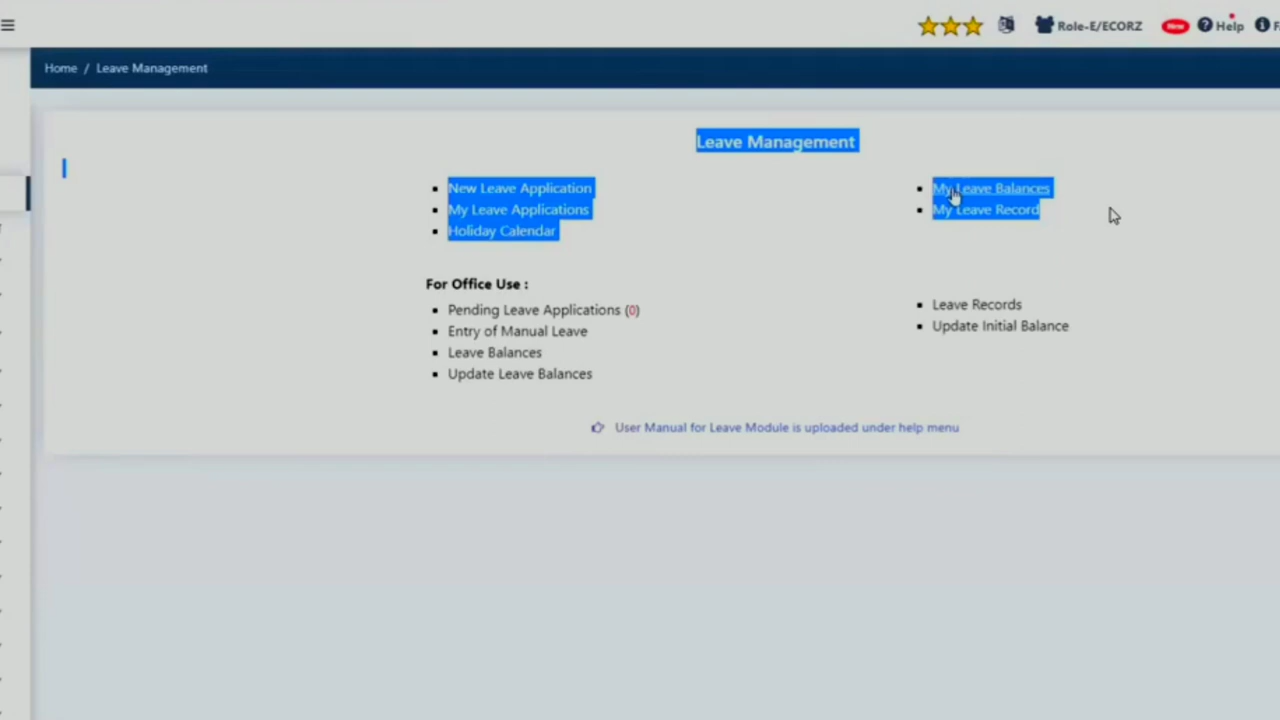 Role-E/ECORZ New Help
Home / Leave Management
Leave Management
New Leave Application
My Leave Applications
Holiday Calendar
My Leave Balances
My Leave Record
For Office Use :
Pending Leave Applications (0)
Entry of Manual Leave
Leave Balances
Update Leave Balances
Leave Records
Update Initial Balance
User Manual for Leave Module is uploaded under help menu